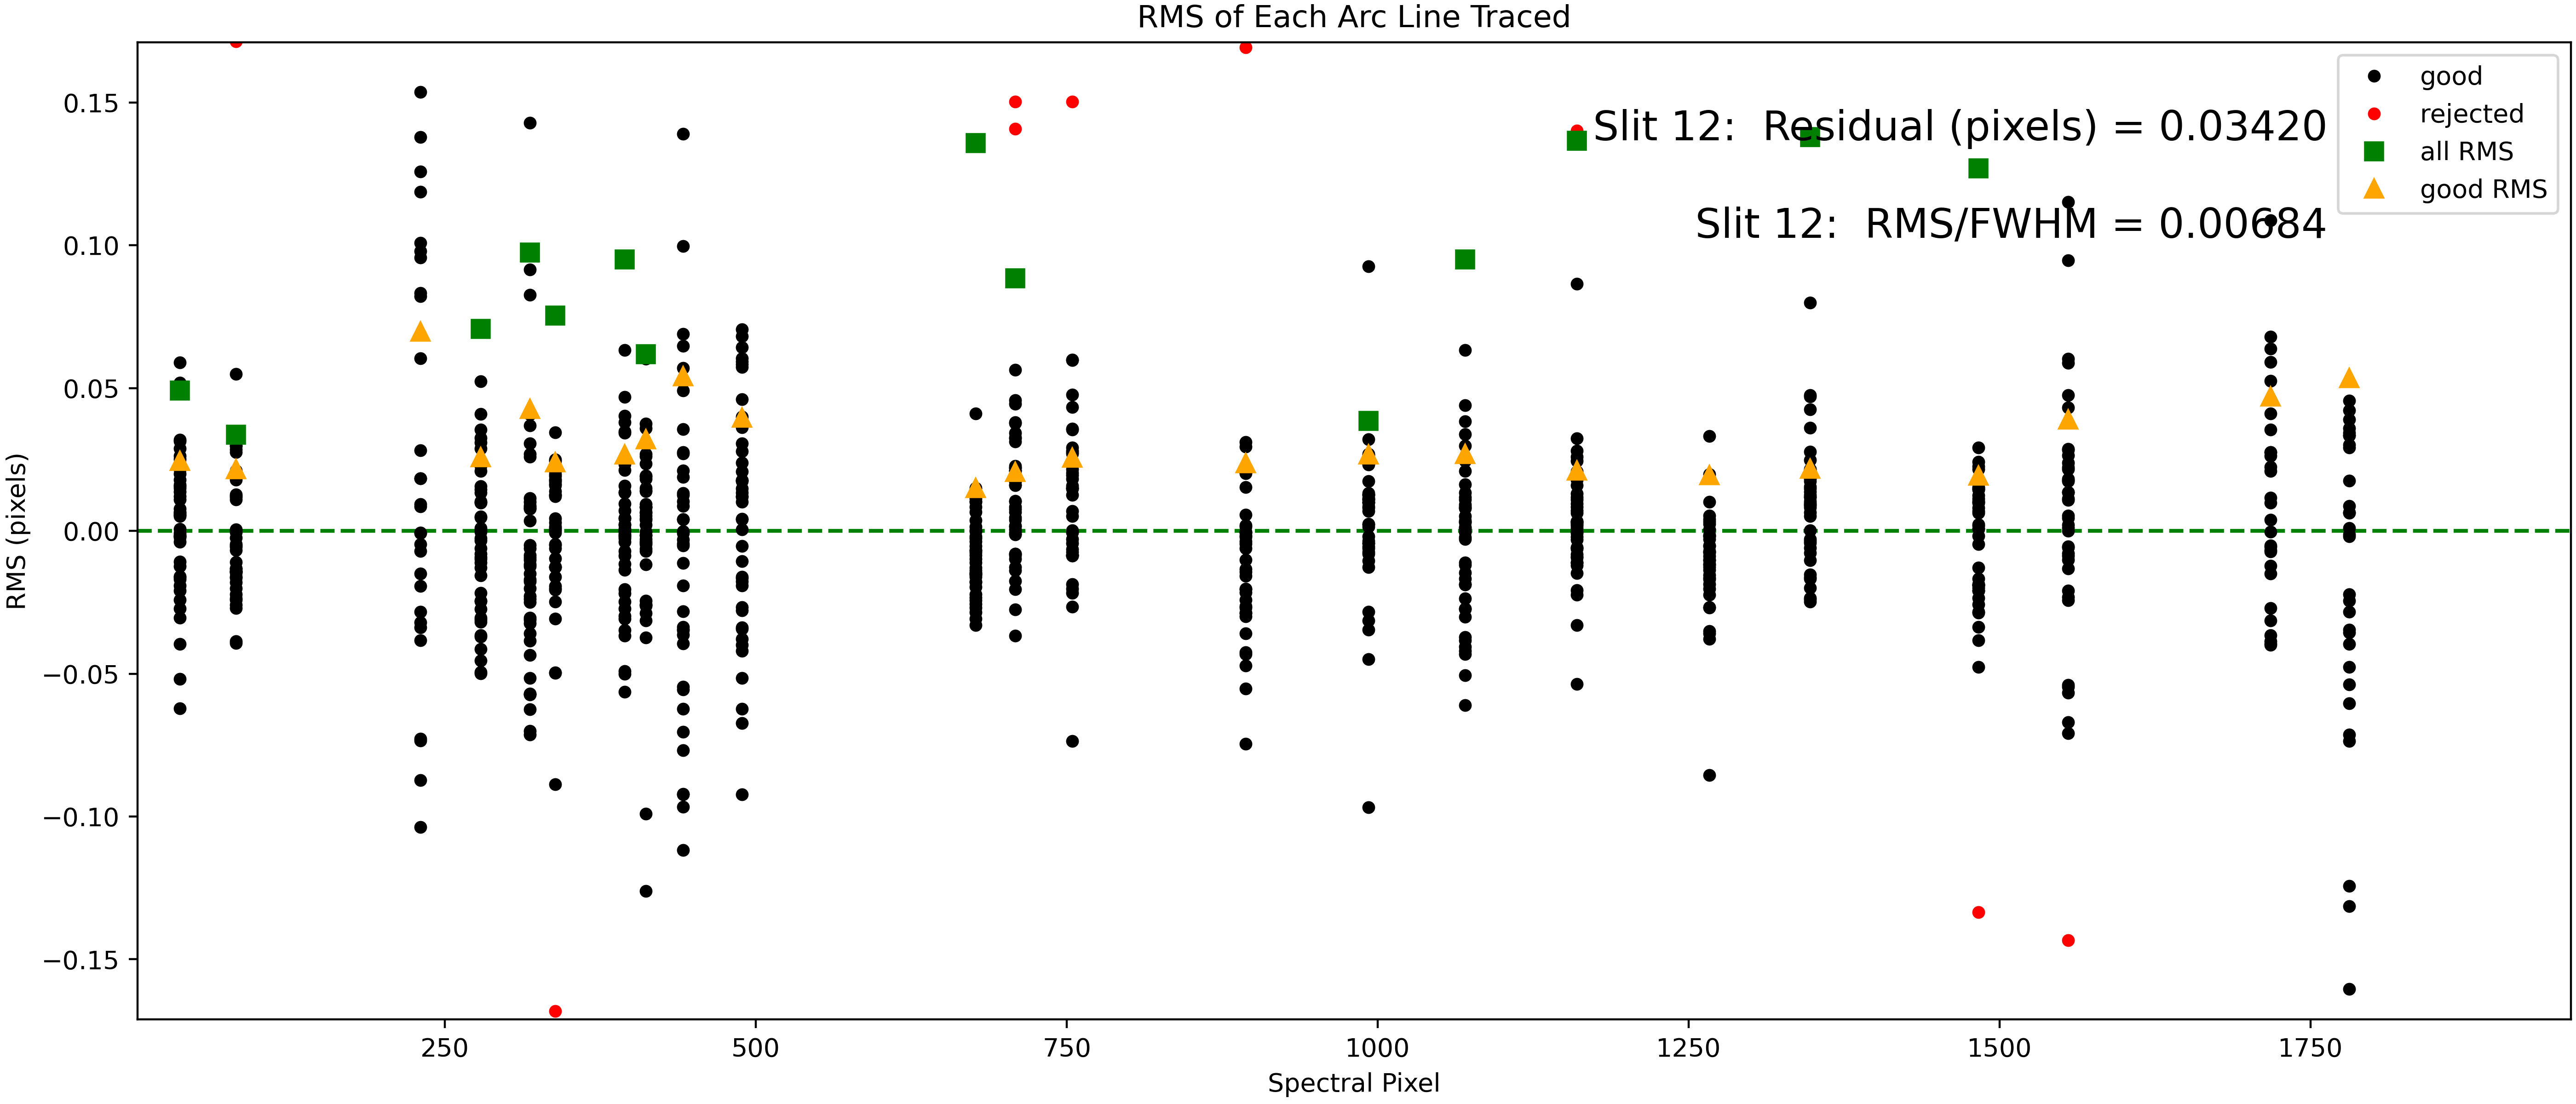 RMS of Each Arc Line Traced
good
rejected
all RMS
good RMS
Slit 12:  Residual (pixels) = 0.03420
Slit 12:  RMS/FWHM = 0.00684
RMS (pixels)
0.15
0.10
0.05
0.00
−0.05
−0.10
−0.15
250 500 750 1000 1250 1500 1750
Spectral Pixel